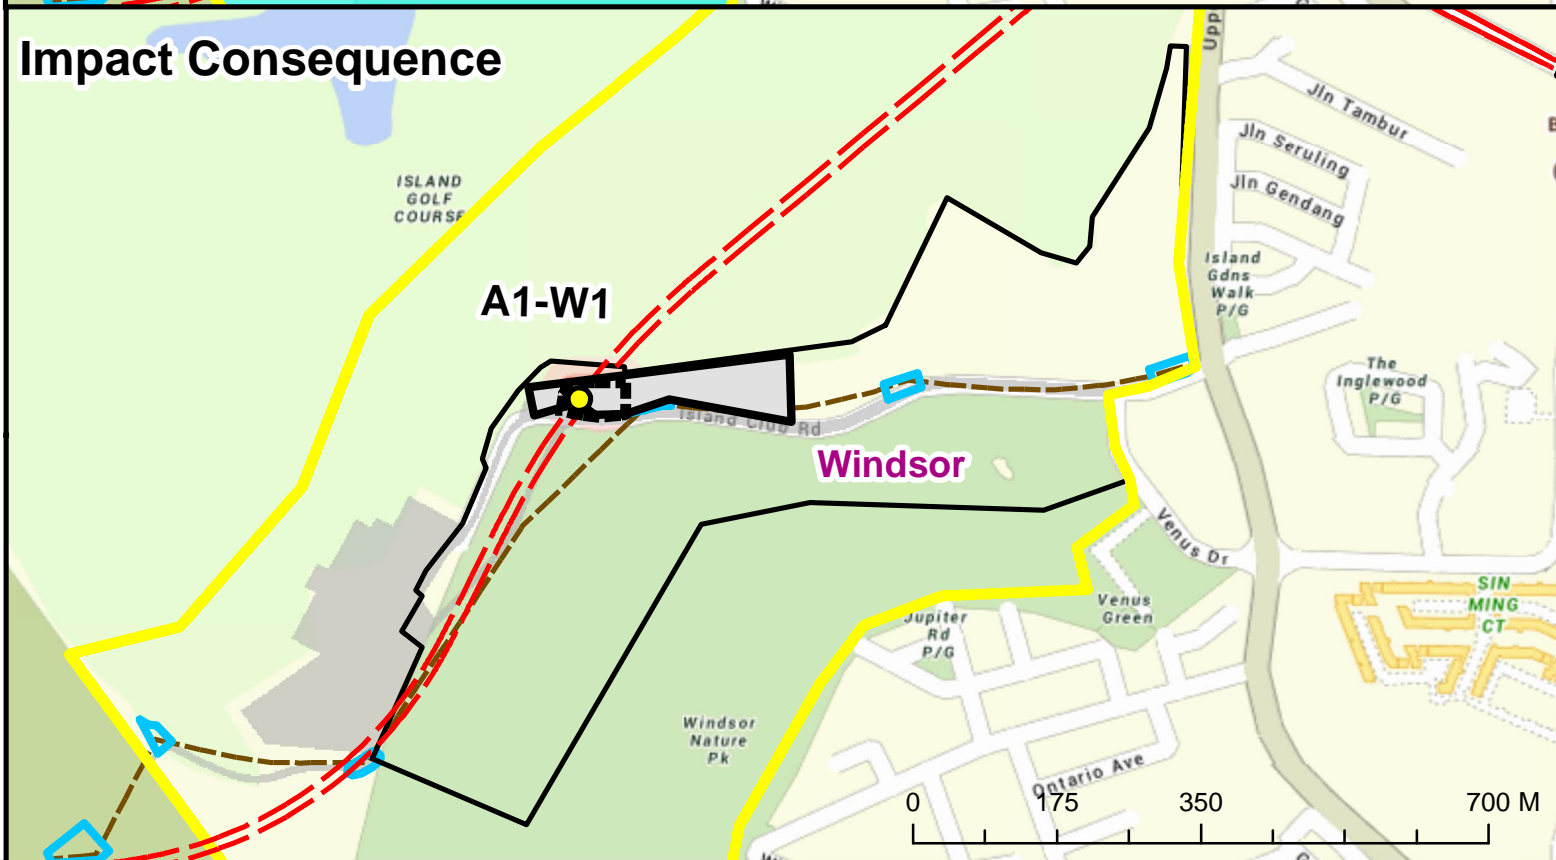 Impact Consequence
Upp
Jln Tambur
Jln Seruling
Jln Gendang
ISLAND
GOLF
COURSE
Island
Gdns
Walk
P/G
A1-W1
The
Inglewood
P/G
Island Club Rd
Windsor
Venus Dr
SIN
MING
CT
Venus
Green
Jupiter
Rd
P/G
Windsor
Nature
Pk
Ontario Ave
0 175 350 700 M